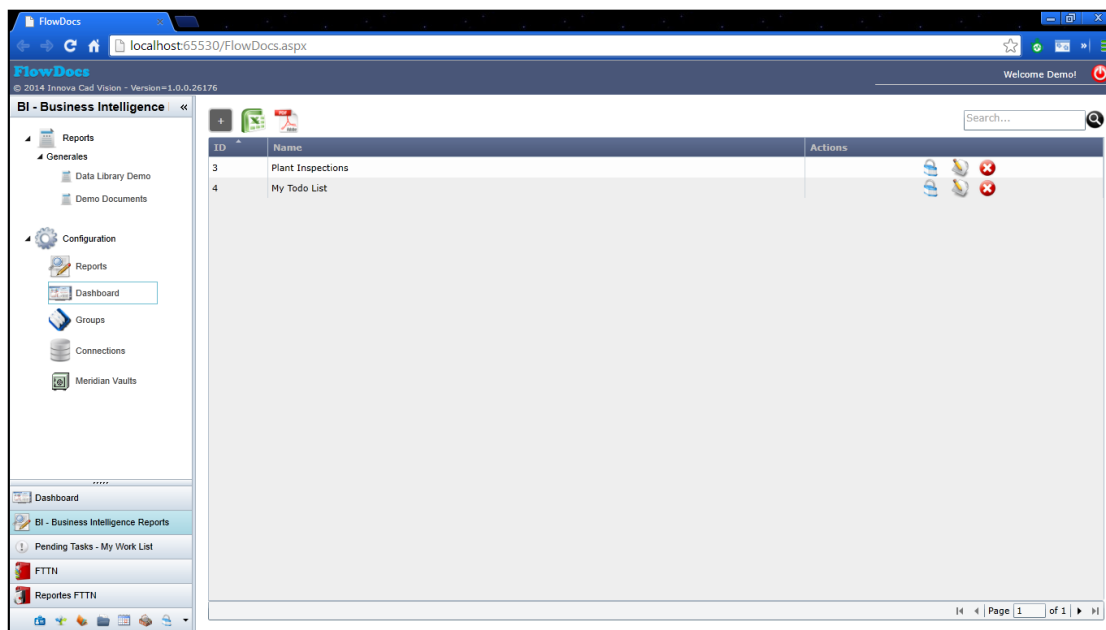 FlowDocs
localhost:65530/FlowDocs.aspx
FlowDocs
© 2014 Innova Cad Vision - Version=1.0.0.26176
Welcome Demo!
BI - Business Intelligence «
Reports
Generales
Data Library Demo
Demo Documents
Configuration
Reports
Dashboard
Groups
Connections
Meridian Vaults
Dashboard
BI - Business Intelligence Reports
Pending Tasks - My Work List
FTTN
Reportes FTTN
+
Search...
ID Name Actions
3 Plant Inspections
4 My Todo List
Page 1 of 1